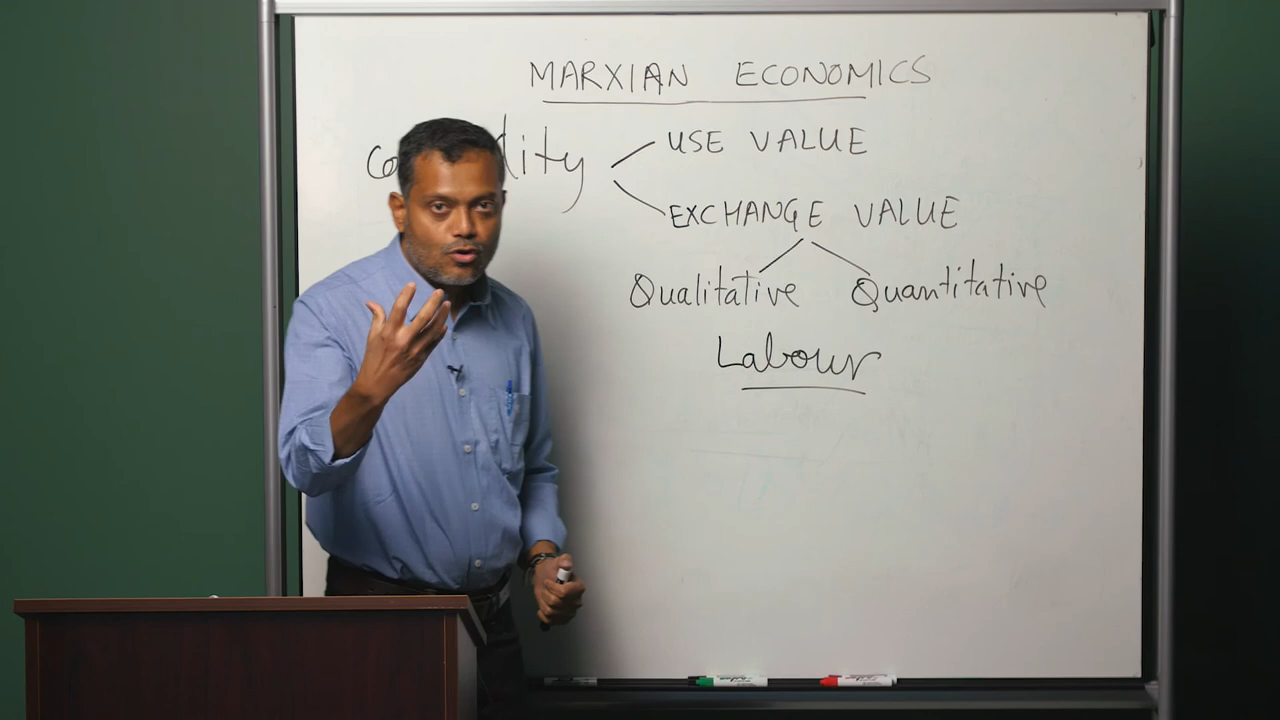 MARXIAN ECONOMICS
USE VALUE
EXCHANGE VALUE
Qualitative Quantitative
Labour